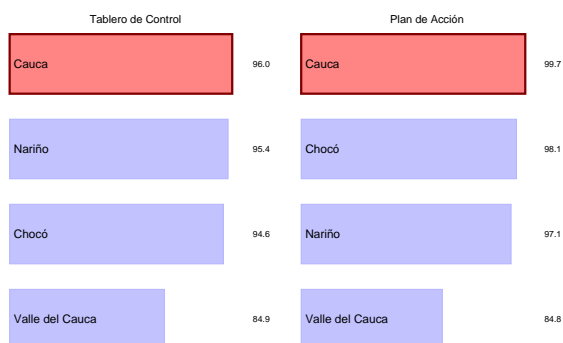 Tablero de Control
Cauca 96.0
Nariño 95.4
Chocó 94.6
Valle del Cauca 84.9
Plan de Acción
Cauca 99.7
Chocó 98.1
Nariño 97.1
Valle del Cauca 84.8